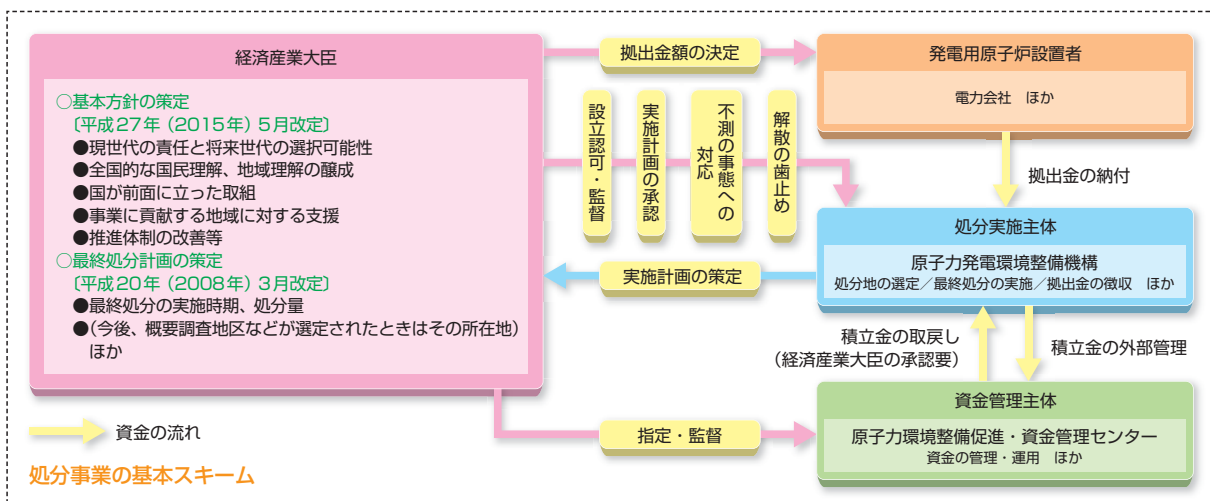 経済産業大臣
○基本方針の策定
〔平成27年（2015年）5月改定〕
●現世代の責任と将来世代の選択可能性
●全国的な国民理解、地域理解の醸成
●国が前面に立った取組
●事業に貢献する地域に対する支援
●推進体制の改善等
○最終処分計画の策定
〔平成20年（2008年）3月改定〕
●最終処分の実施時期、処分量
●（今後、概要調査地区などが選定されたときはその所在地）
ほか
拠出金額の決定
設立認可・監督
実施計画の承認
不測の事態への
対応
解散の歯止め
実施計画の策定
発電用原子炉設置者
電力会社　ほか
拠出金の納付
処分実施主体
原子力発電環境整備機構
処分地の選定／最終処分の実施／拠出金の徴収　ほか
積立金の取戻し
（経済産業大臣の承認要）
積立金の外部管理
指定・監督
資金管理主体
原子力環境整備促進・資金管理センター
資金の管理・運用　ほか
資金の流れ
処分事業の基本スキーム